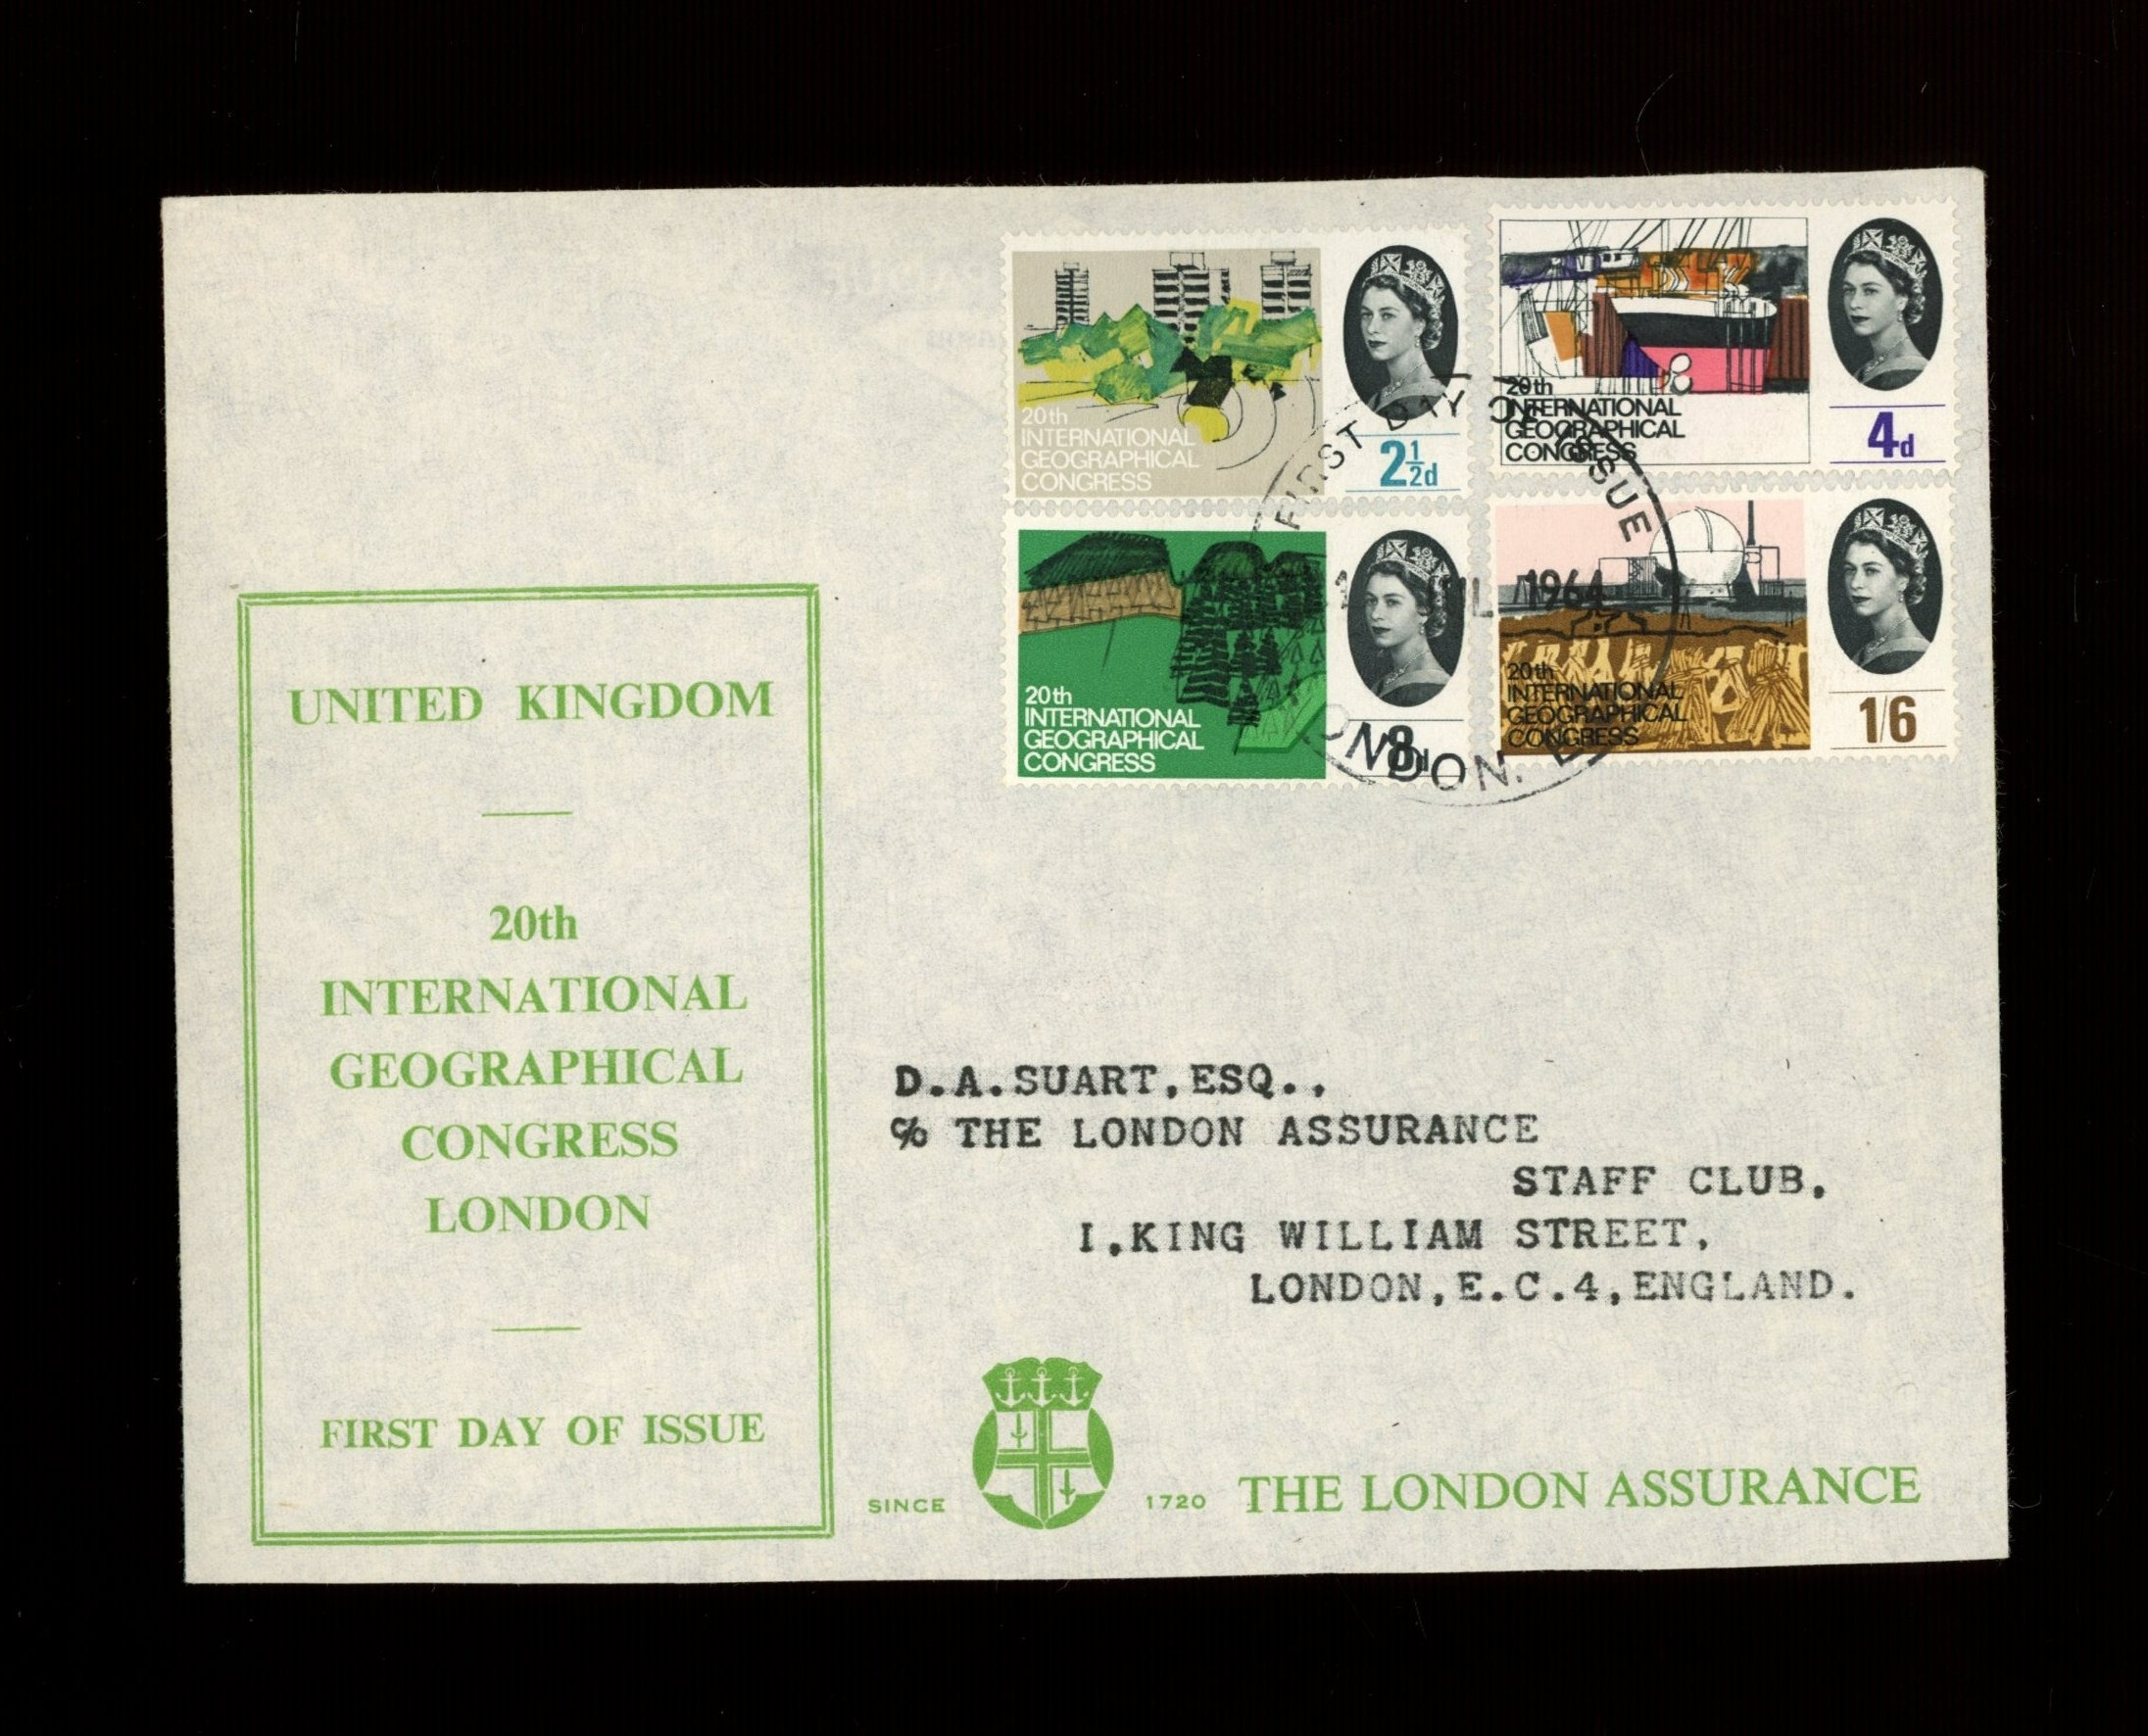 20th
INTERNATIONAL
GEOGRAPHICAL
CONGRESS
2½d
20th
INTERNATIONAL
GEOGRAPHICAL
CONGRESS
4d
20th
INTERNATIONAL
GEOGRAPHICAL
CONGRESS
8d
20th
INTERNATIONAL
GEOGRAPHICAL
CONGRESS
1/6
FIRST DAY OF ISSUE
1964
LONDON.
UNITED KINGDOM
20th
INTERNATIONAL
GEOGRAPHICAL
CONGRESS
LONDON
FIRST DAY OF ISSUE
D.A.SUART,ESQ.,
℅ THE LONDON ASSURANCE
STAFF CLUB,
I,KING WILLIAM STREET,
LONDON,E.C.4,ENGLAND.
SINCE 1720 THE LONDON ASSURANCE